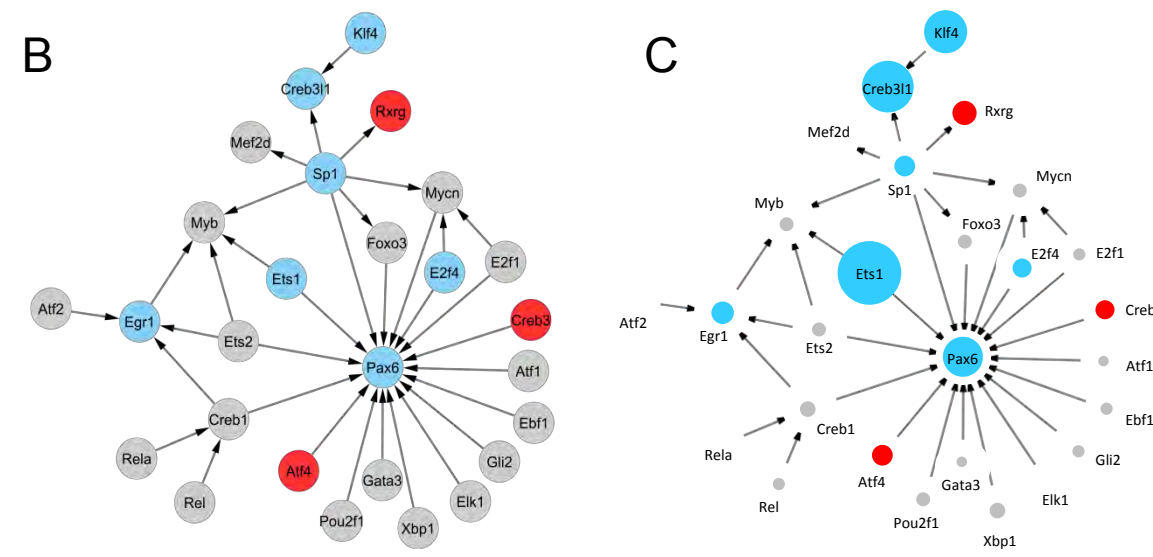 B
Klf4
Creb3l1
Rxrg
Mef2d
Sp1
Mycn
Myb
Foxo3
E2f1
E2f4
Ets1
Atf2
Egr1
Creb3
Ets2
Pax6
Atf1
Creb1
Ebf1
Rela
Gli2
Atf4
Gata3
Rel
Elk1
Pou2f1
Xbp1
C
Klf4
Creb3l1
Rxrg
Mef2d
Sp1
Mycn
Myb
Foxo3
E2f4
E2f1
Ets1
Creb
Atf2
Egr1
Ets2
Pax6
Atf1
Ebf1
Creb1
Rela
Gli2
Atf4
Gata3
Rel
Elk1
Pou2f1
Xbp1